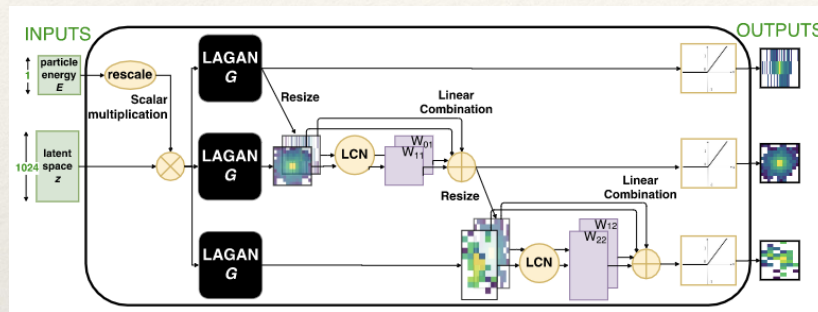 INPUTS
OUTPUTS
particle
energy
E
1
rescale
Scalar
multiplication
latent
space
z
1024
LAGAN
G
Resize
Linear
Combination
LAGAN
G
LCN
W01
W11
Resize
Linear
Combination
LAGAN
G
LCN
W12
W22